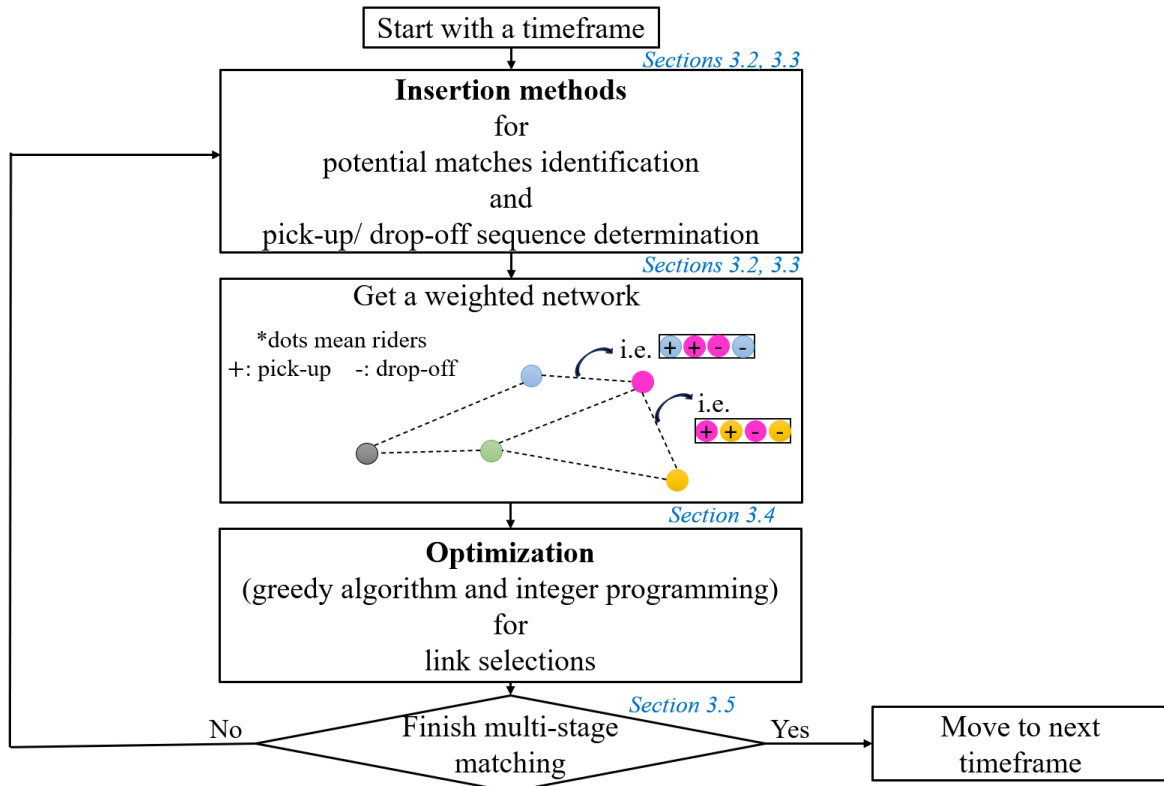 Start with a timeframe
Sections 3.2, 3.3
Insertion methods
for
potential matches identification
and
pick-up/ drop-off sequence determination
Sections 3.2, 3.3
Get a weighted network
*dots mean riders
+: pick-up -: drop-off
i.e. + + - -
i.e.
+ + - -
Section 3.4
Optimization
(greedy algorithm and integer programming)
for
link selections
Section 3.5
No
Finish multi-stage
matching
Yes
Move to next
timeframe